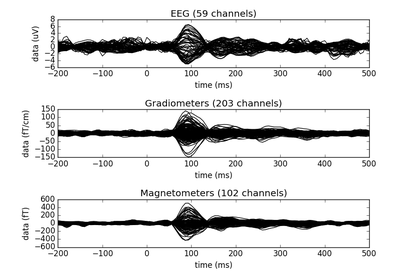 EEG (59 channels)
data (uV)
8
6
4
2
0
−2
−4
−6
−200 −100 0 100 200 300 400 500
time (ms)
Gradiometers (203 channels)
data (fT/cm)
150
100
50
0
−50
−100
−150
−200 −100 0 100 200 300 400 500
time (ms)
Magnetometers (102 channels)
data (fT)
600
400
200
0
−200
−400
−600
−200 −100 0 100 200 300 400 500
time (ms)